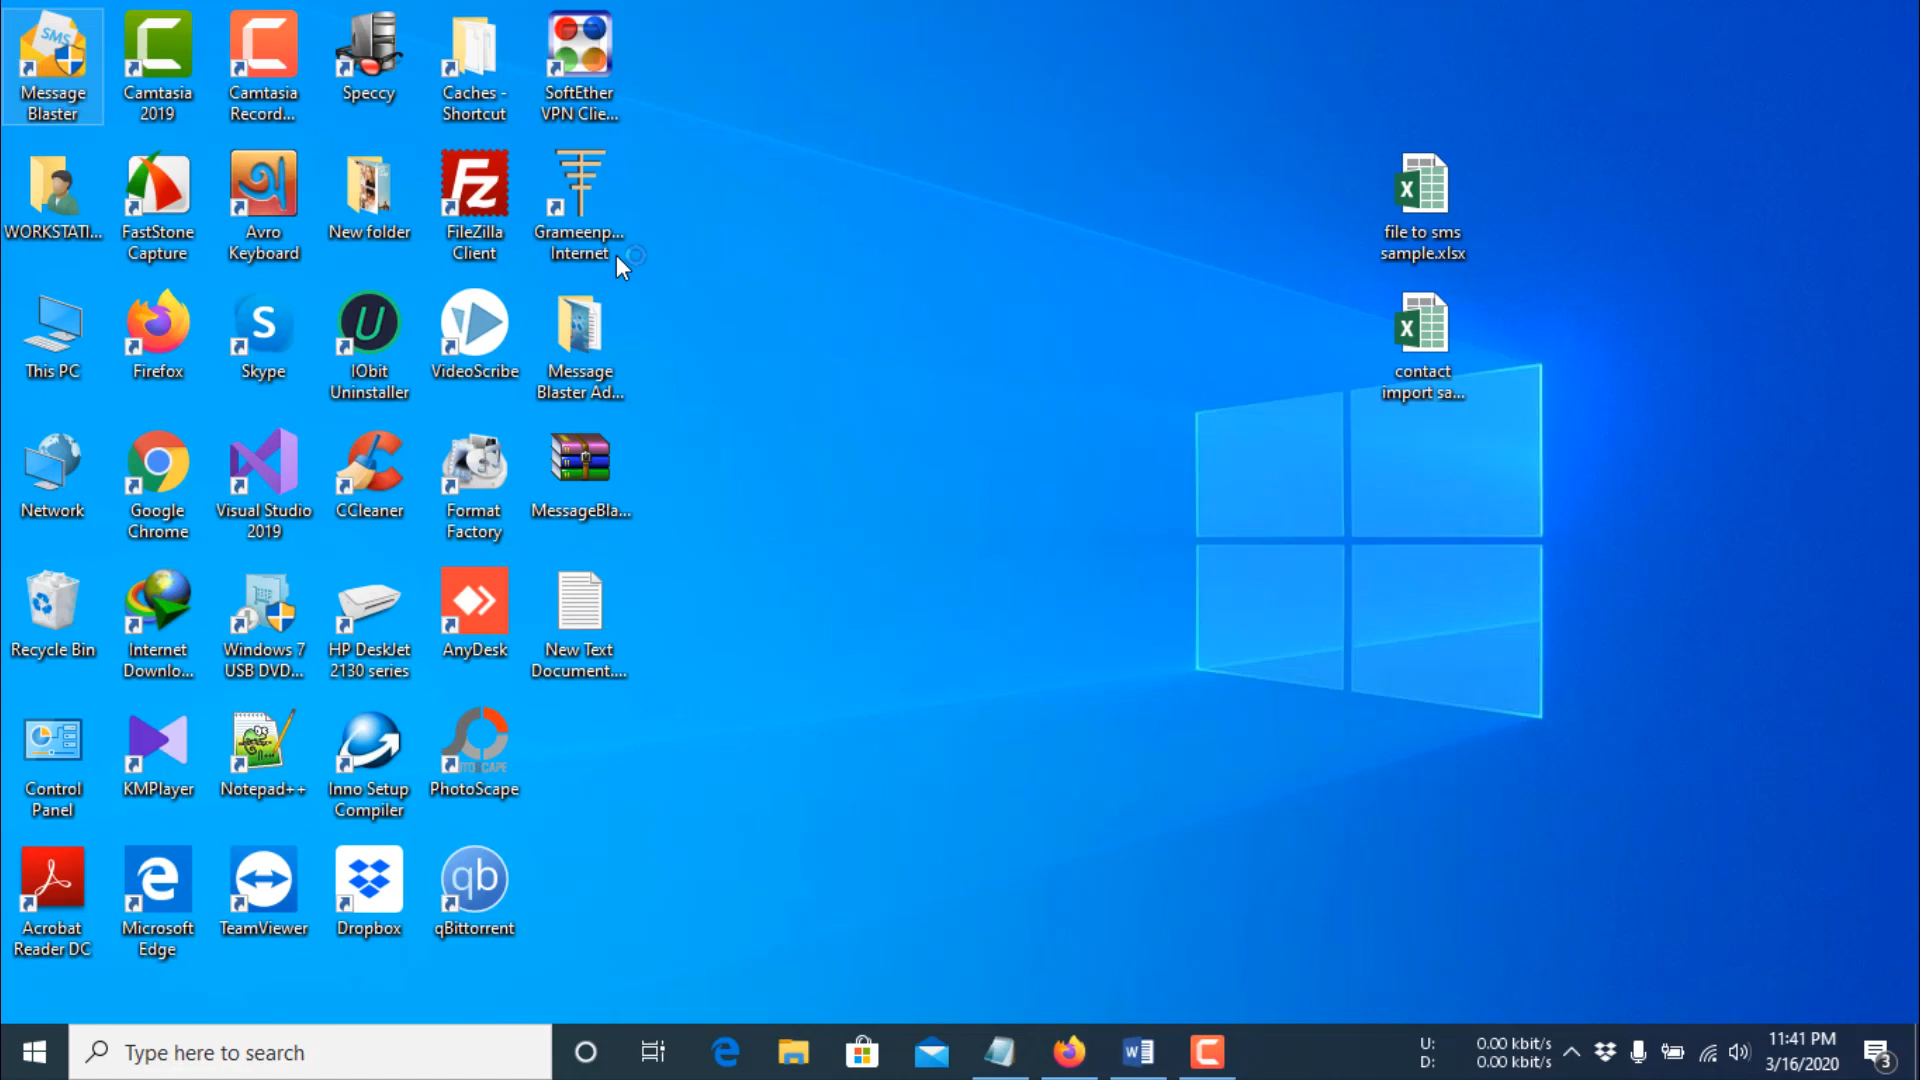 SMS
Message
Blaster
Camtasia
2019
Camtasia
Record...
Speccy
Caches -
Shortcut
SoftEther
VPN Clie...
WORKSTATI...
FastStone
Capture
Avro
Keyboard
New folder
Fz
FileZilla
Client
Grameenp...
Internet
This PC
Firefox
S
Skype
U
IObit
Uninstaller
VideoScribe
Message
Blaster Ad...
Network
Google
Chrome
Visual Studio
2019
CCleaner
Format
Factory
MessageBla...
Recycle Bin
Internet
Downlo...
Windows 7
USB DVD...
HP DeskJet
2130 series
AnyDesk
New Text
Document....
Control
Panel
KMPlayer
Notepad++
Inno Setup
Compiler
PhotoScape
Acrobat
Reader DC
Microsoft
Edge
TeamViewer
Dropbox
qb
qBittorrent
X
file to sms
sample.xlsx
X
contact
import sa...
Type here to search
U: 0.00 kbit/s
D: 0.00 kbit/s
11:41 PM
3/16/2020
3